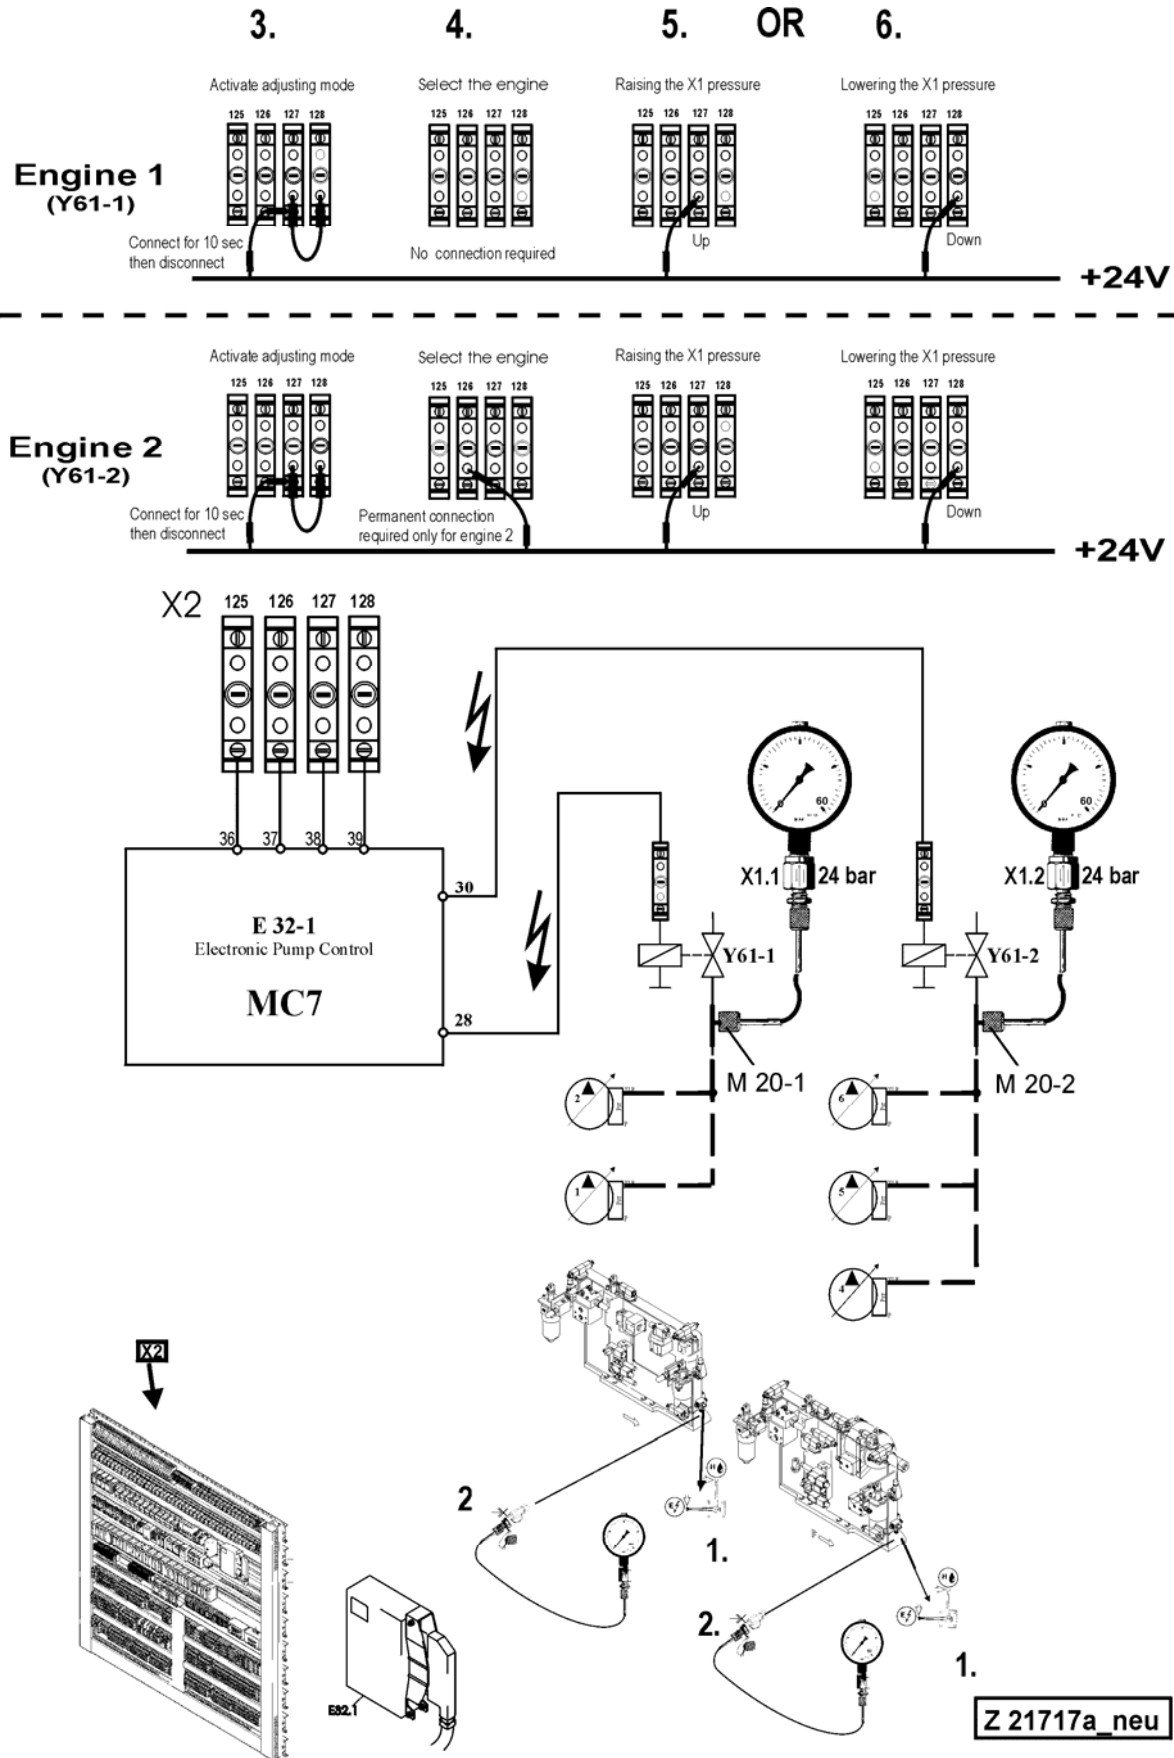 3. 4. 5. OR 6.
Activate adjusting mode Select the engine Raising the X1 pressure Lowering the X1 pressure
125 126 127 128 125 126 127 128 125 126 127 128 125 126 127 128
Engine 1
(Y61-1)
Connect for 10 sec
then disconnect
No connection required
Up
Down
+24V
Activate adjusting mode Select the engine Raising the X1 pressure Lowering the X1 pressure
125 126 127 128 125 126 127 128 125 126 127 128 125 126 127 128
Engine 2
(Y61-2)
Connect for 10 sec
then disconnect
Permanent connection
required only for engine 2
Up
Down
+24V
X2 125 126 127 128
36 37 38 39
60 60
X1.1 24 bar X1.2 24 bar
30
E 32-1
Electronic Pump Control
MC7
28
Y61-1 Y61-2
M 20-1 M 20-2
2 6
1 5
4
X2
2 1.
2. 1.
E32.1
Z 21717a_neu